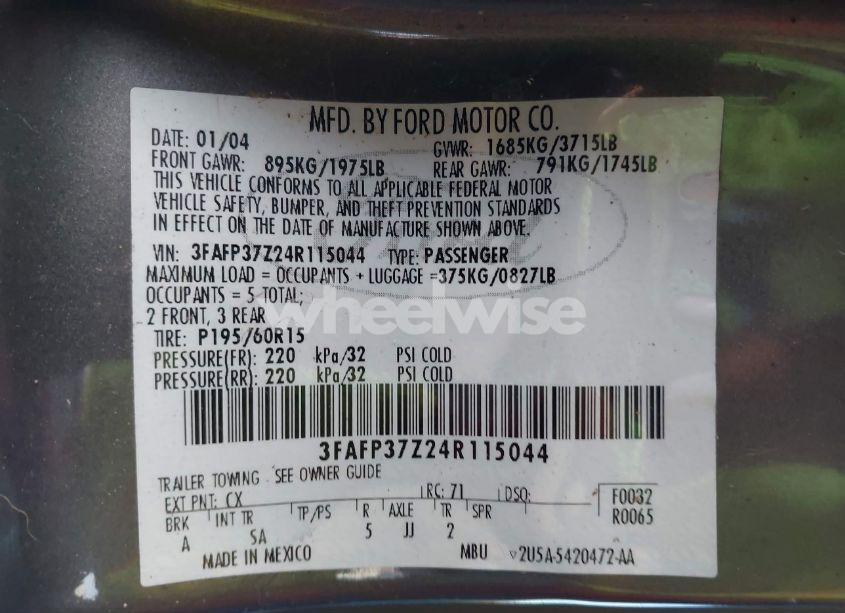 MFD. BY FORD MOTOR CO.
DATE: 01/04 GVWR: 1685KG/3715LB
FRONT GAWR: 895KG/1975LB REAR GAWR: 791KG/1745LB
THIS VEHICLE CONFORMS TO ALL APPLICABLE FEDERAL MOTOR
VEHICLE SAFETY, BUMPER, AND THEFT PREVENTION STANDARDS
IN EFFECT ON THE DATE OF MANUFACTURE SHOWN ABOVE.
VIN: 3FAFP37Z24R115044 TYPE: PASSENGER
MAXIMUM LOAD = OCCUPANTS + LUGGAGE =375KG/0827LB
OCCUPANTS = 5 TOTAL;
2 FRONT, 3 REAR
wheelwise
TIRE: P195/60R15
PRESSURE(FR): 220 kPa/32 PSI COLD
PRESSURE(RR): 220 kPa/32 PSI COLD
3FAFP37Z24R115044
TRAILER TOWING SEE OWNER GUIDE
EXT PNT: CX RC: 71 DSO: F0032
BRK INT TR TP/PS R AXLE TR SPR R0065
A SA 5 JJ 2
MADE IN MEXICO MBU 2U5A-5420472-AA